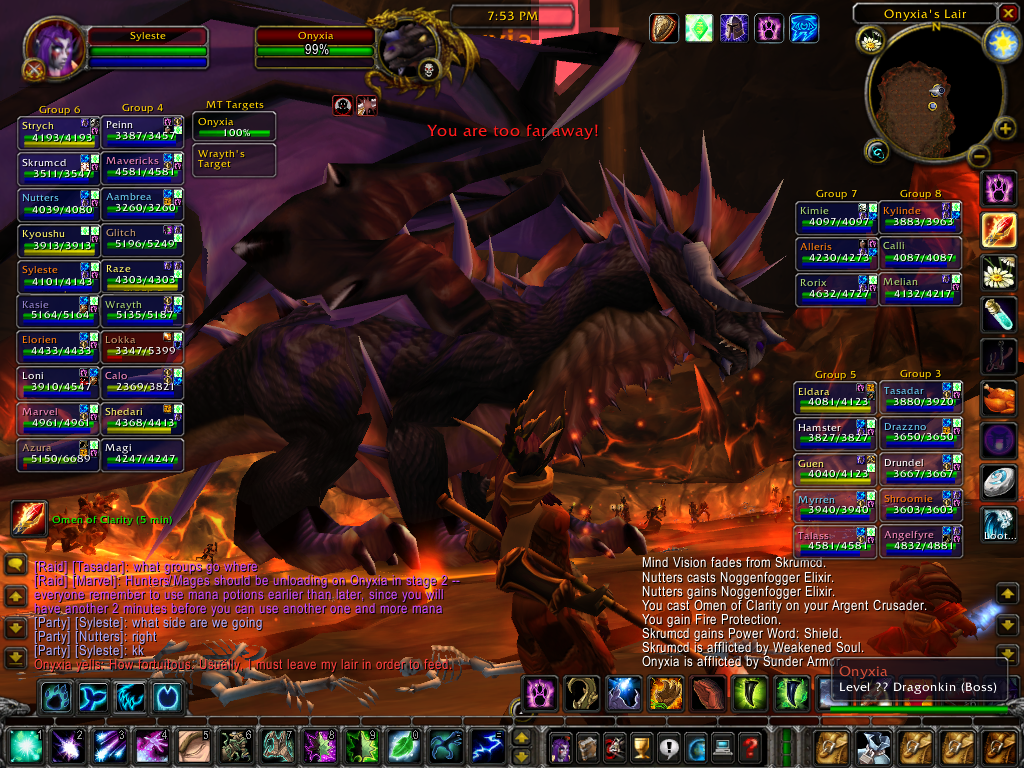 7:53 PM
Syleste
Onyxia
99%
Onyxia's Lair
N
Group 6
Group 4
MT Targets
Strych
4193/4193
Peinn
3387/3457
Onyxia
100%
Skrumcd
3511/3547
Mavericks
4581/4581
Wrayth's
Target
Nutters
4039/4080
Aambrea
3260/3260
Kyoushu
3913/3913
Glitch
5196/5249
Syleste
4101/4143
Raze
4303/4303
Kasie
5164/5164
Wrayth
5135/5187
Elorien
4433/4433
Lokka
3347/5399
Loni
3910/4547
Calo
2369/3821
Marvel
4961/4961
Shedari
4368/4413
Azura
5150/6689
Magi
4247/4247
You are too far away!
Group 7
Group 8
Kimie
4097/4097
Kylinde
3883/3963
Alleris
4230/4273
Calli
4087/4087
Rorix
4632/4727
Melian
4132/4217
Group 5
Group 3
Eldara
4081/4123
Tasadar
3880/3920
Hamster
3827/3827
Drazzno
3650/3650
Guen
4040/4123
Drundel
3667/3667
Myrren
3940/3940
Shroomie
3603/3603
Talass
4581/4581
Angelfyre
4832/4881
Loot...
Omen of Clarity (5 min)
[Raid] [Tasadar]: what groups go where
[Raid] [Marvel]: Hunters/Mages should be unloading on Onyxia in stage 2 --
everyone remember to use mana potions earlier than later, since you will
have another 2 minutes before you can use another one and more mana
[Party] [Syleste]: what side are we going
[Party] [Nutters]: right
[Party] [Syleste]: kk
Onyxia yells: How fortuitous. Usually, I must leave my lair in order to feed.
Mind Vision fades from Skrumcd.
Nutters casts Noggenfogger Elixir.
Nutters gains Noggenfogger Elixir.
You cast Omen of Clarity on your Argent Crusader.
You gain Fire Protection.
Skrumcd gains Power Word: Shield.
Skrumcd is afflicted by Weakened Soul.
Onyxia is afflicted by Sunder Armor
Onyxia
Level ?? Dragonkin (Boss)
1
2
3
4
5
6
7
8
9
0
-
=